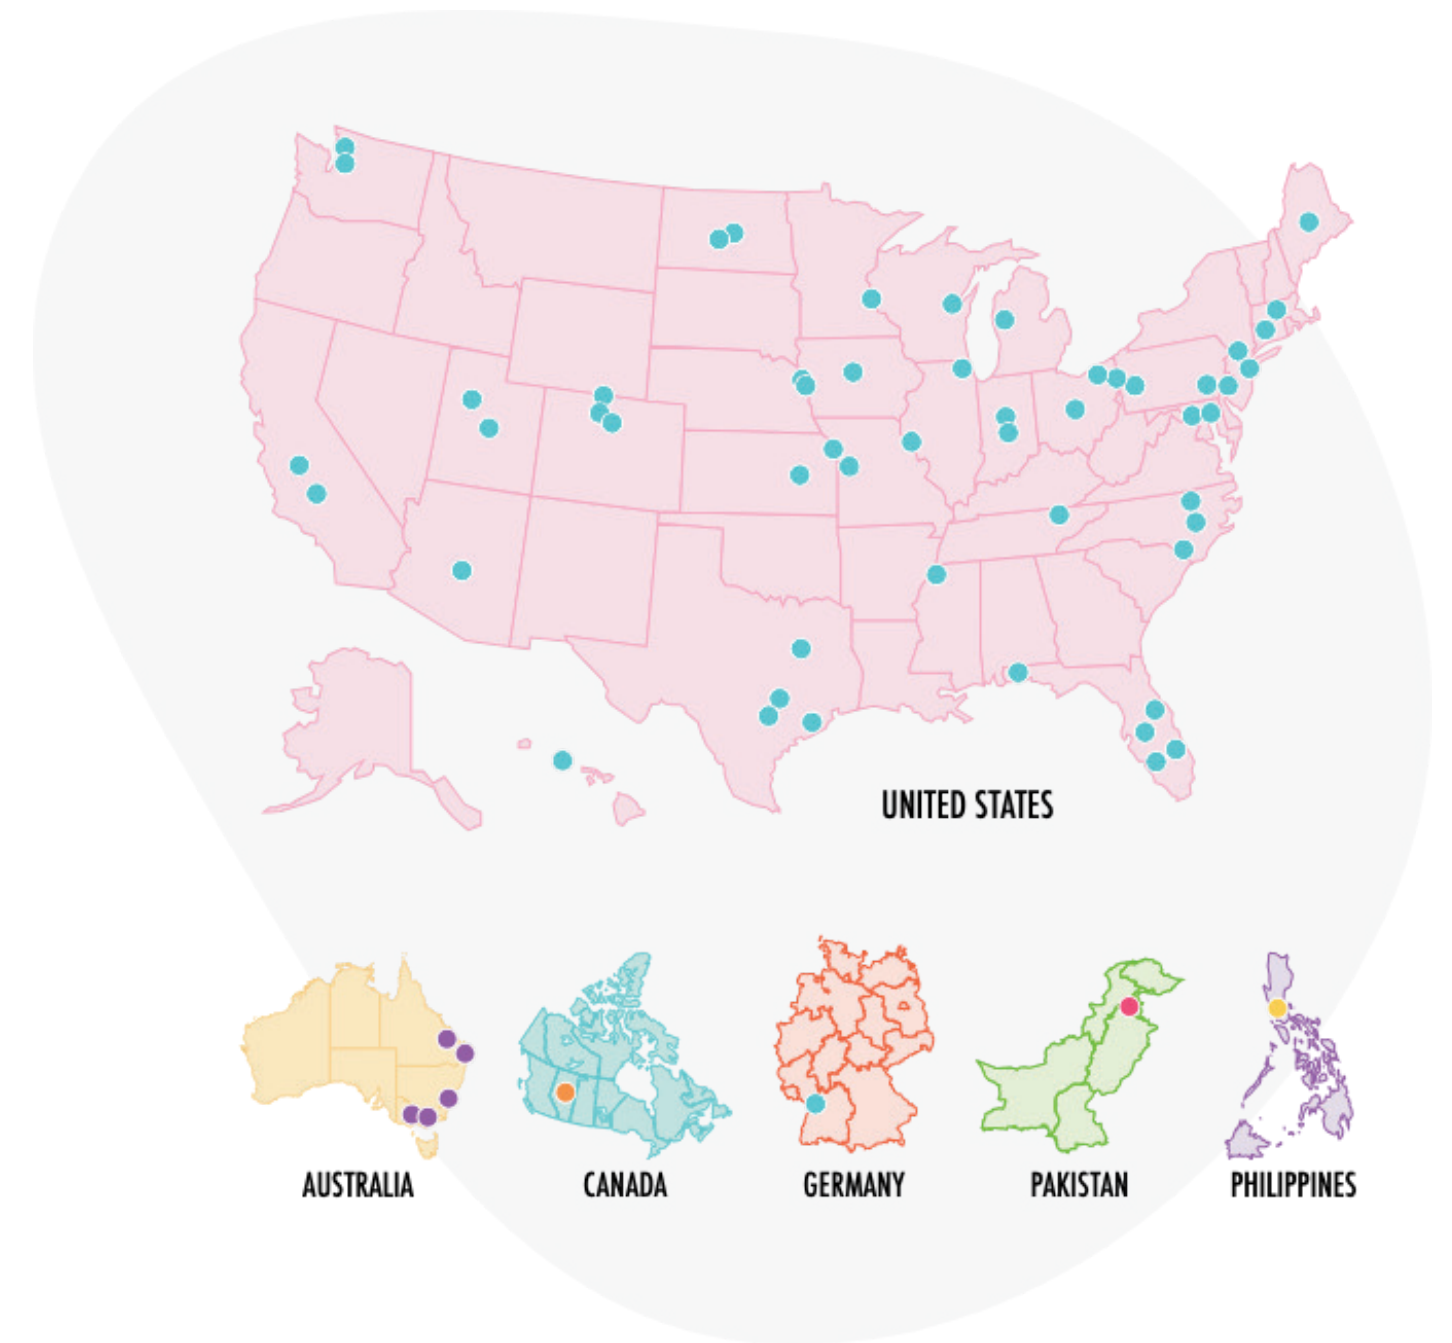 UNITED STATES
AUSTRALIA
CANADA
GERMANY
PAKISTAN
PHILIPPINES